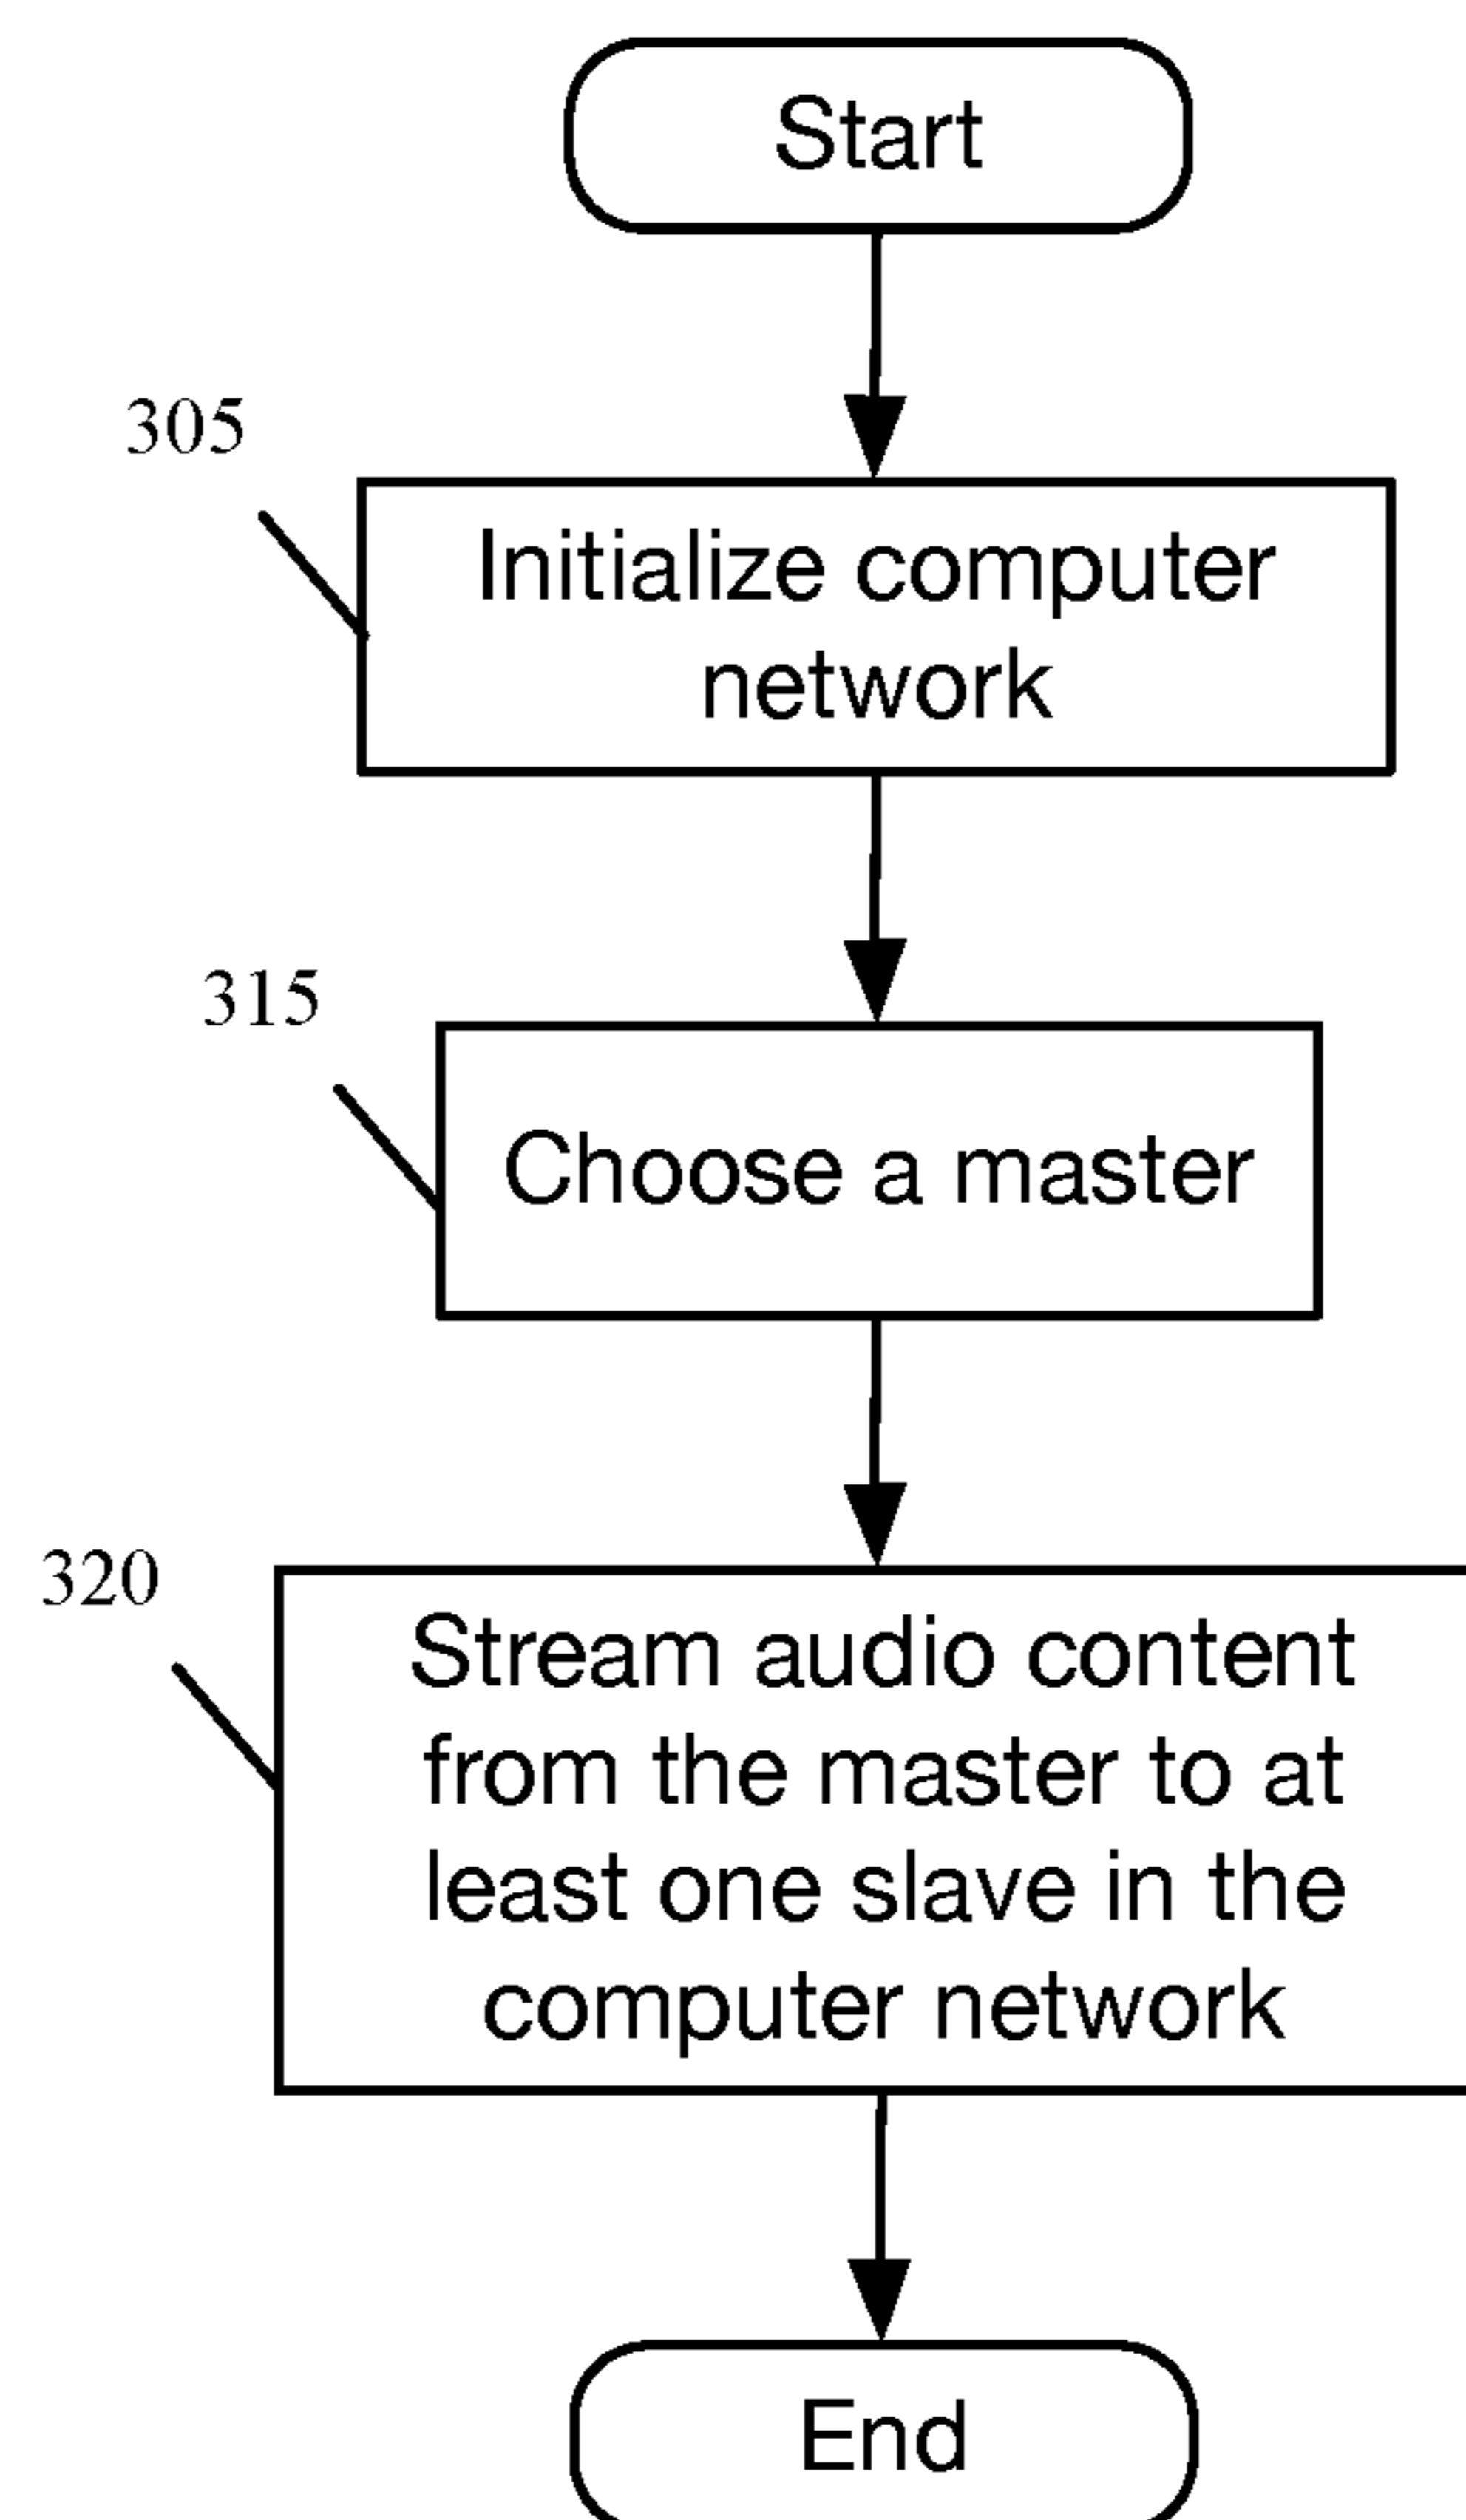 Start
305
Initialize computer
network
315
Choose a master
320
Stream audio content
from the master to at
least one slave in the
computer network
End